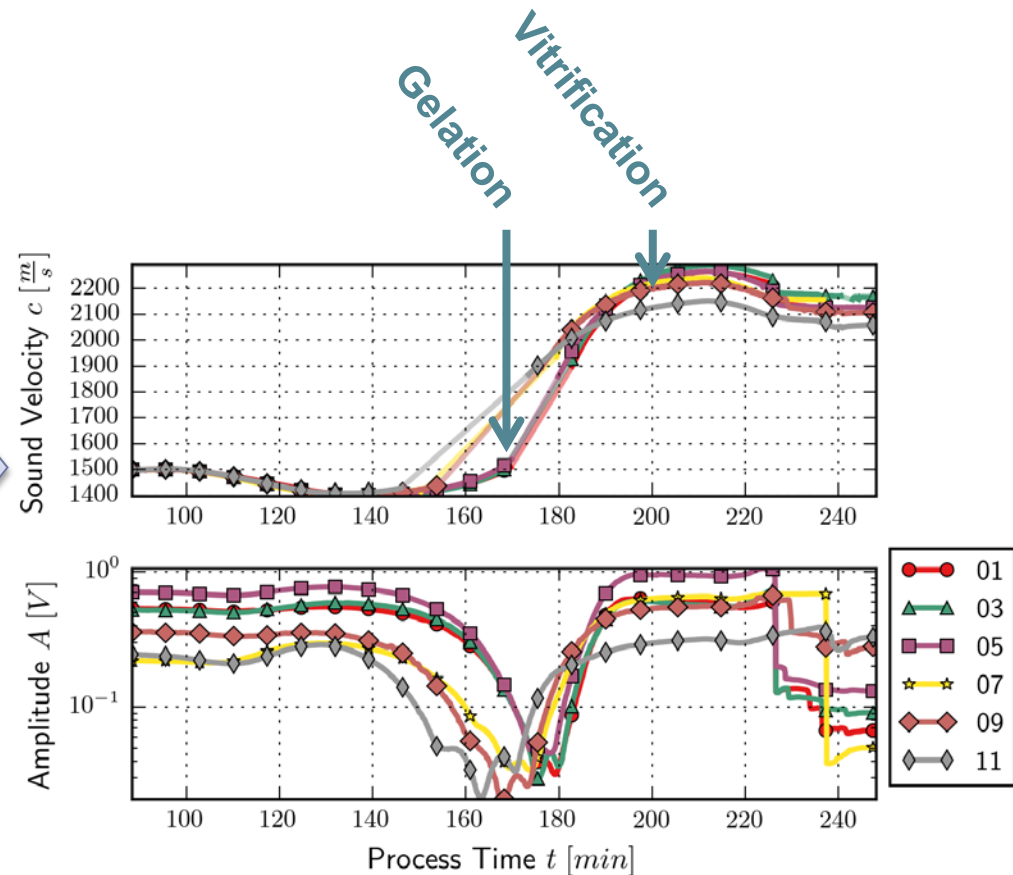 Gelation
Vitrification
Sound Velocity c [m/s]
2200
2100
2000
1900
1800
1700
1600
1500
1400
100 120 140 160 180 200 220 240
Amplitude A [V]
10⁰
10⁻¹
100 120 140 160 180 200 220 240
Process Time t [min]
01
03
05
07
09
11